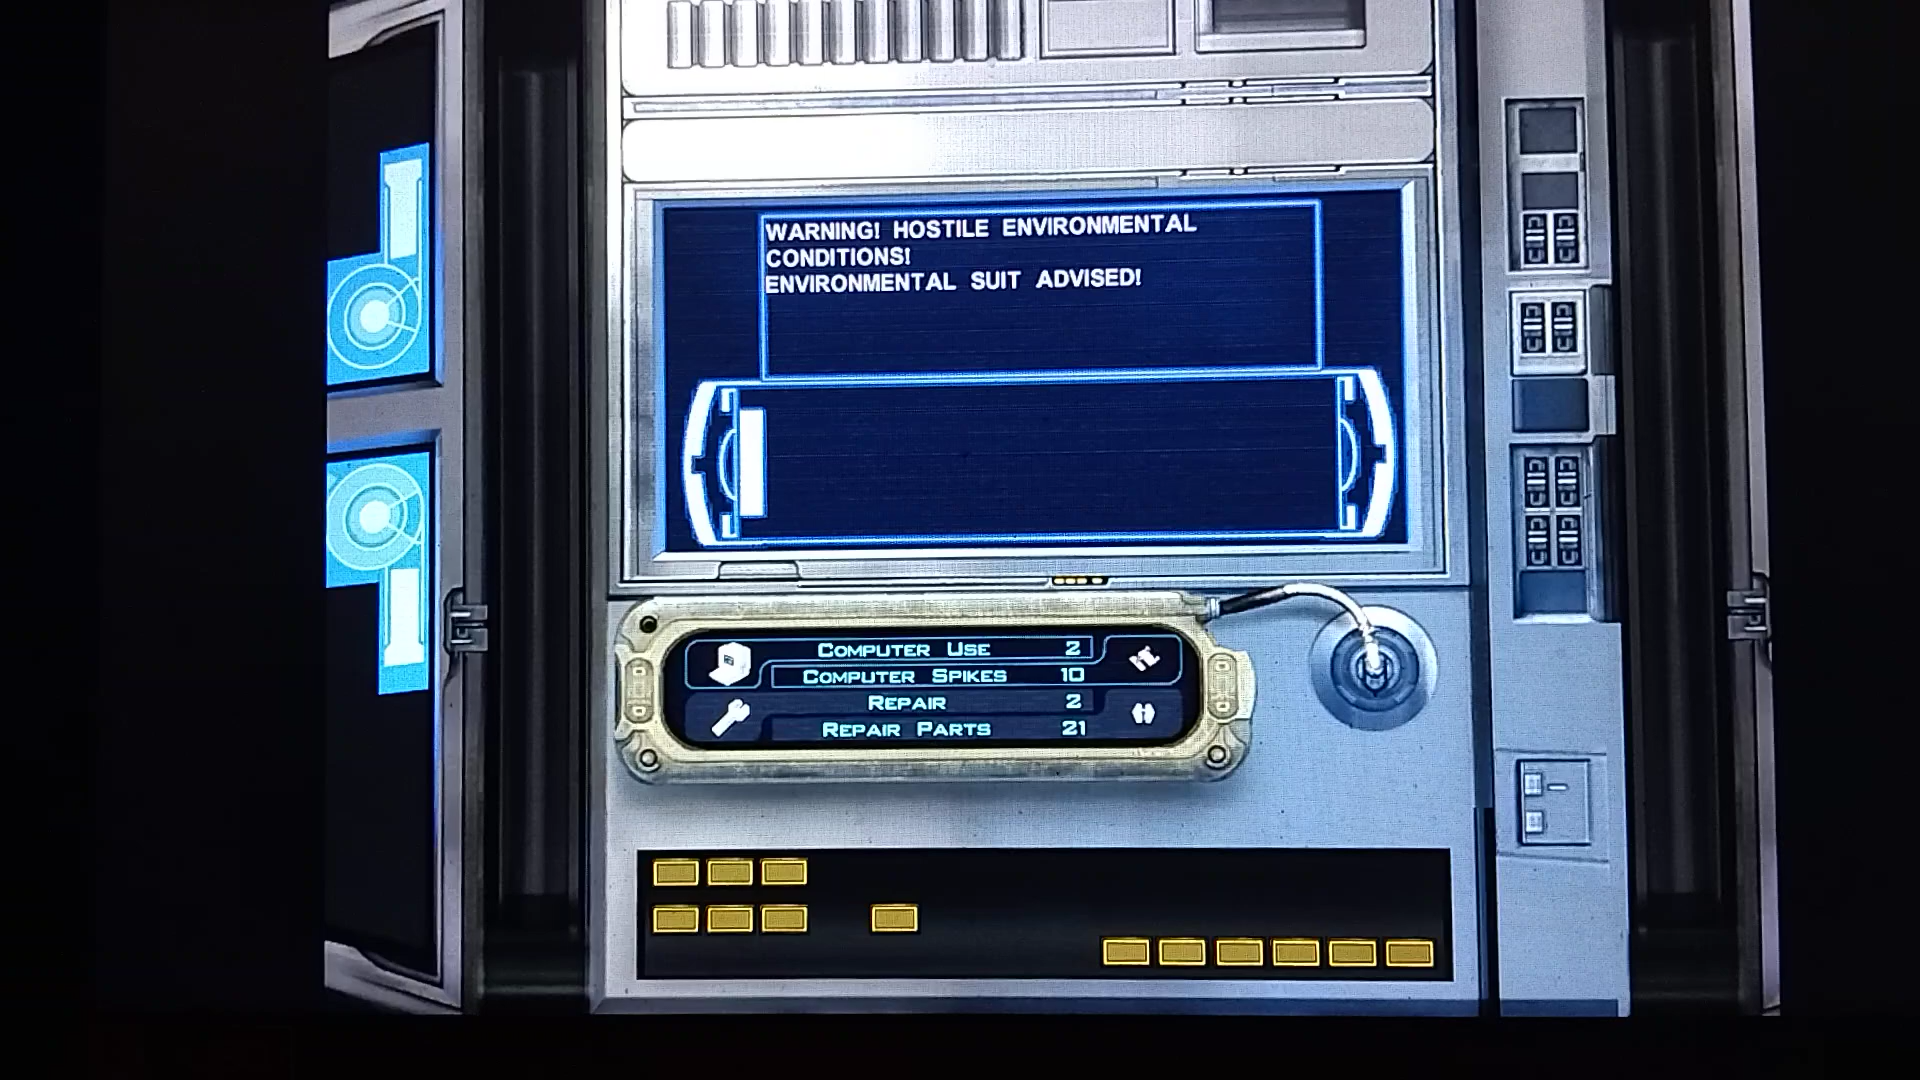 WARNING! HOSTILE ENVIRONMENTAL
CONDITIONS!
ENVIRONMENTAL SUIT ADVISED!
COMPUTER USE 2
COMPUTER SPIKES 10
REPAIR 2
REPAIR PARTS 21